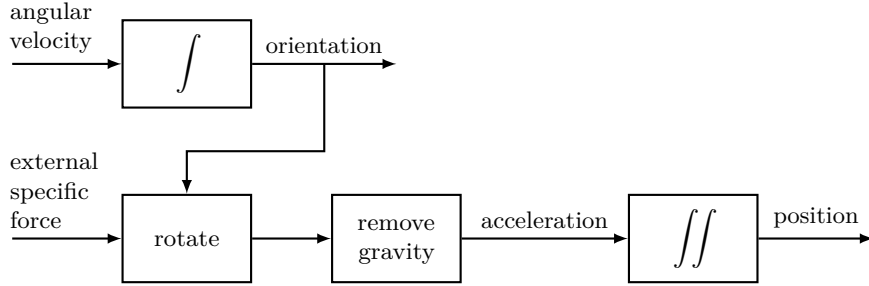 angular
velocity
∫
orientation
external
specific
force
rotate
remove
gravity
acceleration
∬
position